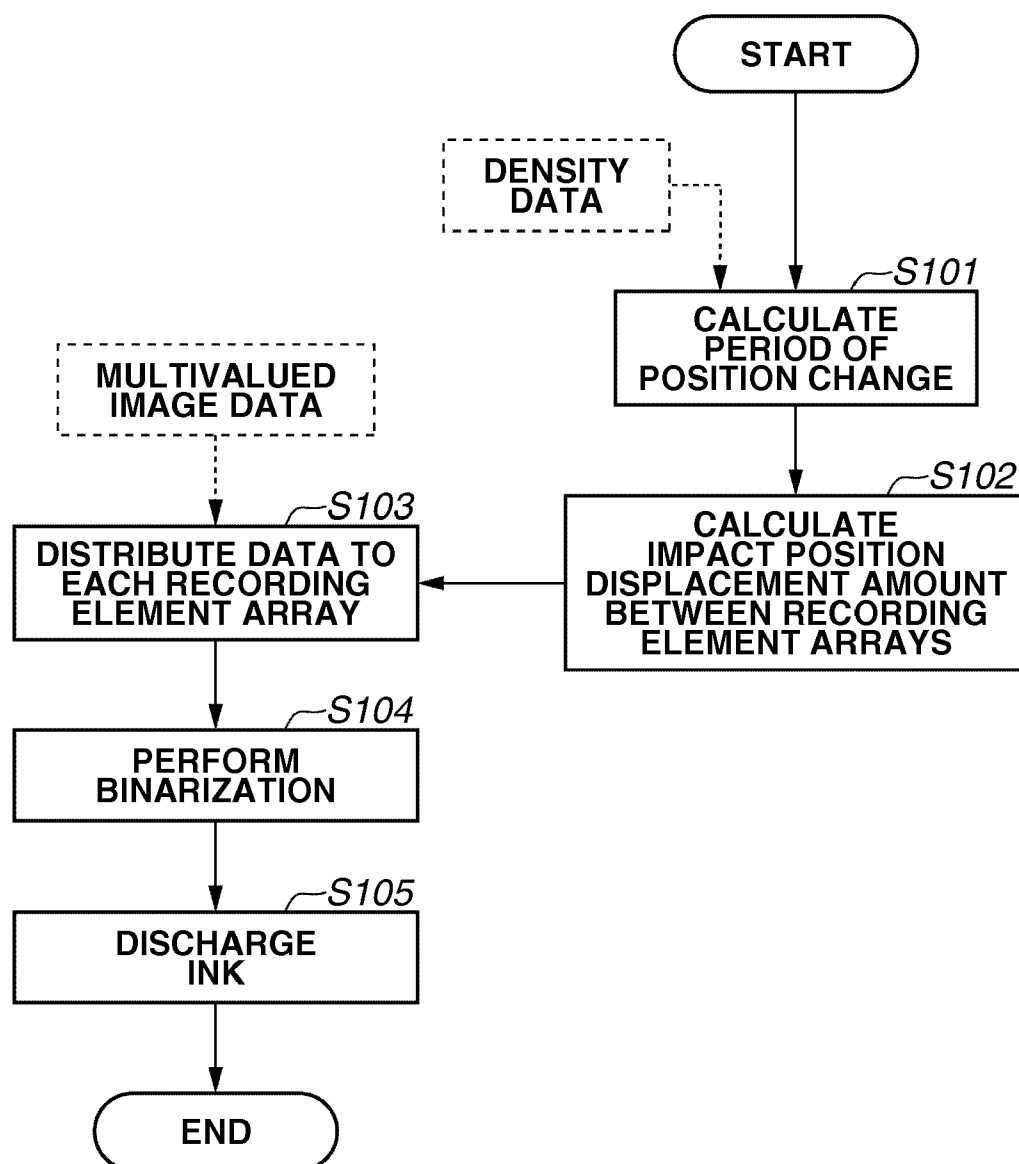 START
DENSITY
DATA
S101
CALCULATE
PERIOD OF
POSITION CHANGE
MULTIVALUED
IMAGE DATA
S102
CALCULATE
IMPACT POSITION
DISPLACEMENT AMOUNT
BETWEEN RECORDING
ELEMENT ARRAYS
S103
DISTRIBUTE DATA TO
EACH RECORDING
ELEMENT ARRAY
S104
PERFORM
BINARIZATION
S105
DISCHARGE
INK
END